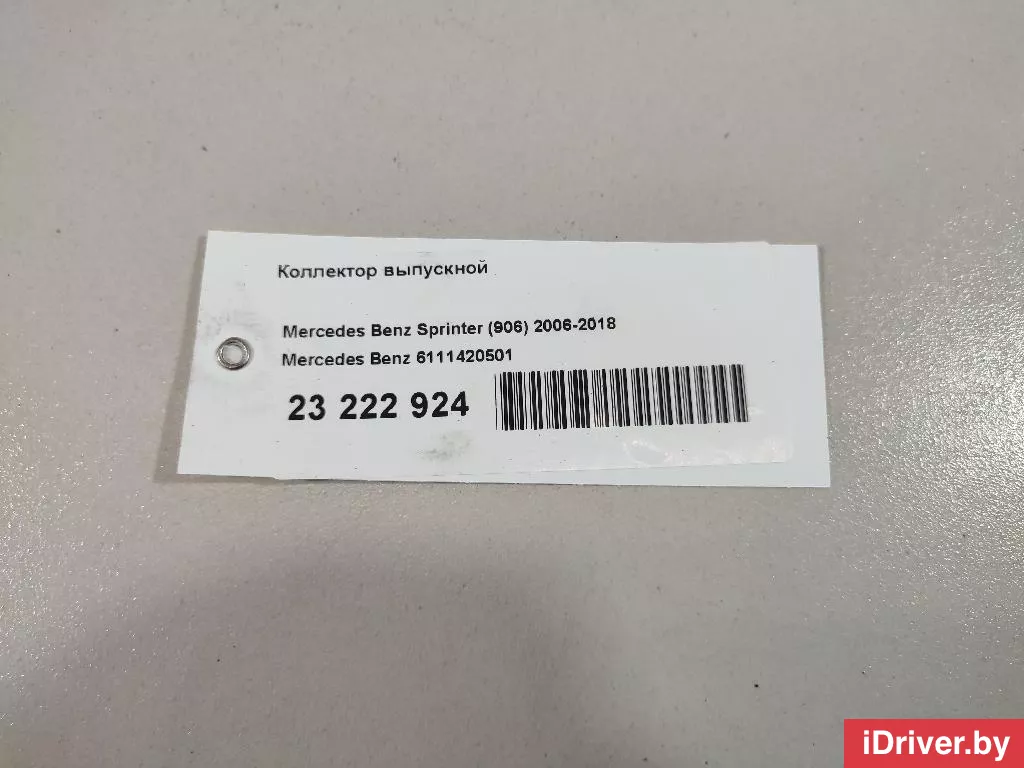 Коллектор выпускной
Mercedes Benz Sprinter (906) 2006-2018
Mercedes Benz 6111420501
23 222 924
iDriver.by